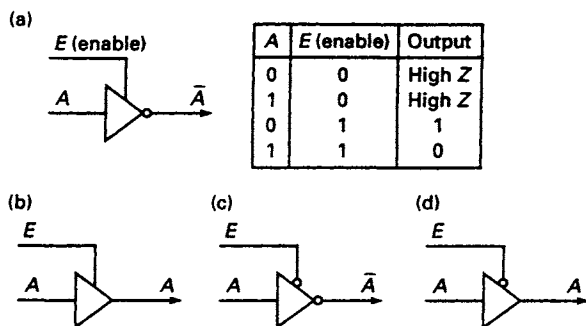 (a)
E (enable)
A
Ā
A E (enable) Output
0 0 High Z
1 0 High Z
0 1 1
1 1 0
(b) (c) (d)
E E E
A A A Ā A A